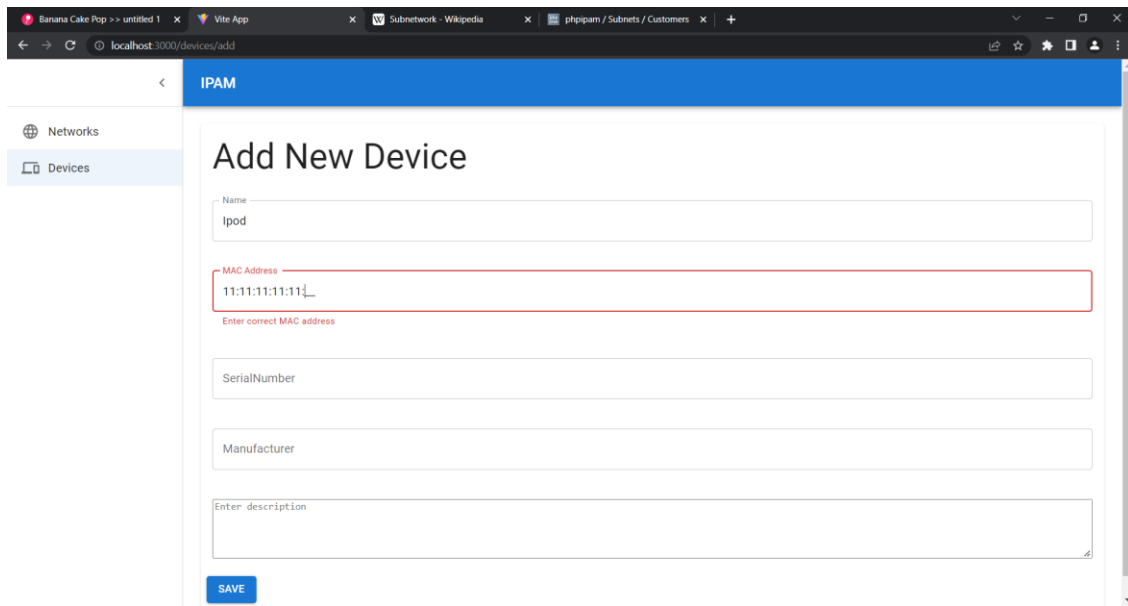 Banana Cake Pop >> untitled 1
Vite App
Subnetwork - Wikipedia
phpipam / Subnets / Customers
localhost:3000/devices/add
IPAM
Networks
Devices
Add New Device
Name
Ipod
MAC Address
11:11:11:11:11:__
Enter correct MAC address
SerialNumber
Manufacturer
Enter description
SAVE